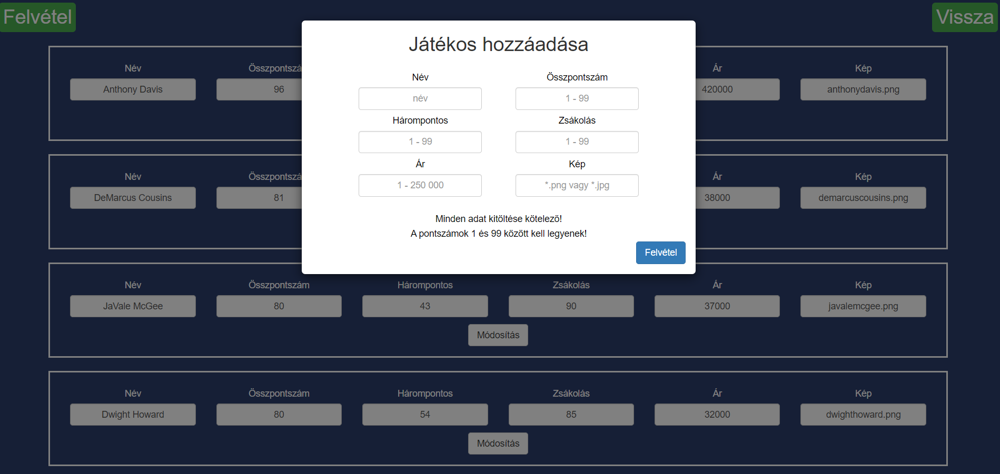 Felvétel
Vissza
Játékos hozzáadása
Név Összpontszám
név 1 - 99
Hárompontos Zsákolás
1 - 99 1 - 99
Ár Kép
1 - 250 000 *.png vagy *.jpg
Minden adat kitöltése kötelező!
A pontszámok 1 és 99 között kell legyenek!
Felvétel
Név Ár Kép
Anthony Davis 96 420000 anthonydavis.png
Név Ár Kép
DeMarcus Cousins 81 38000 demarcuscousins.png
Név Összpontszám Hárompontos Zsákolás Ár Kép
JaVale McGee 80 43 90 37000 javalemcgee.png
Módosítás
Név Összpontszám Hárompontos Zsákolás Ár Kép
Dwight Howard 80 54 85 32000 dwighthoward.png
Módosítás